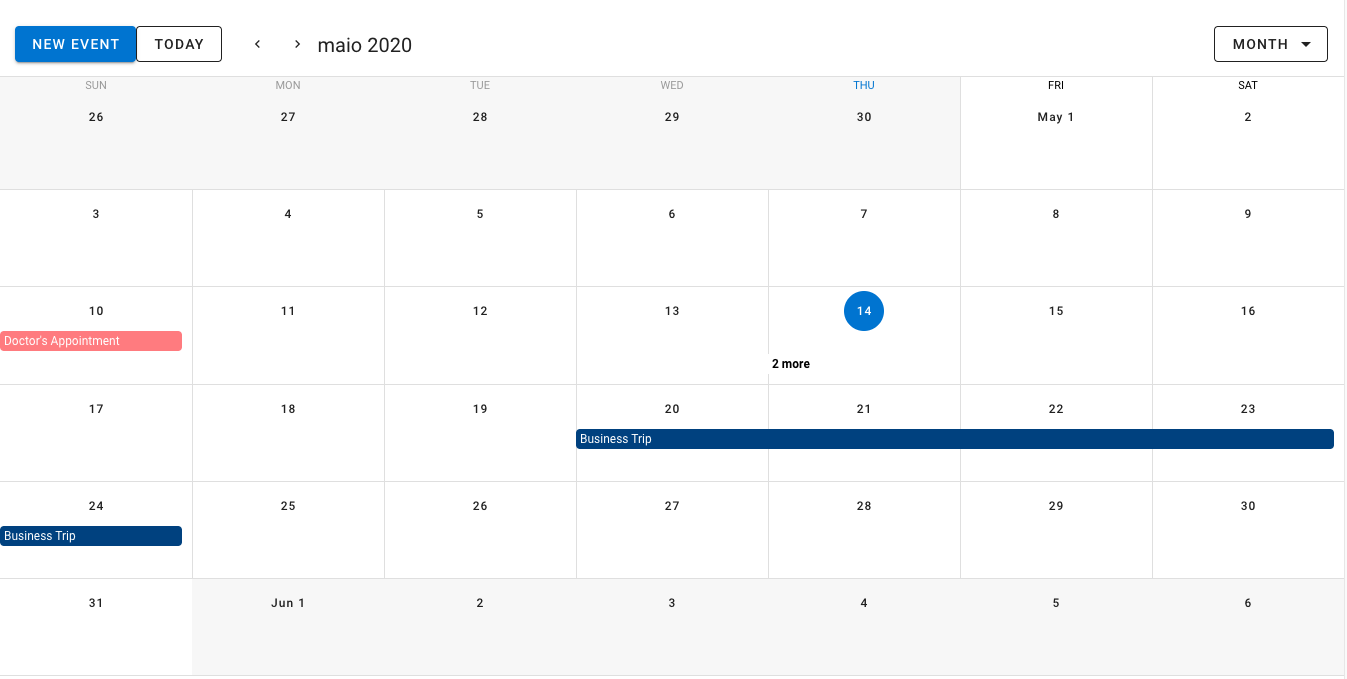 NEW EVENT TODAY maio 2020 MONTH
SUN MON TUE WED THU FRI SAT
26 27 28 29 30 May 1 2
3 4 5 6 7 8 9
10 11 12 13 14 15 16
Doctor's Appointment
2 more
17 18 19 20 21 22 23
Business Trip
24 25 26 27 28 29 30
Business Trip
31 Jun 1 2 3 4 5 6